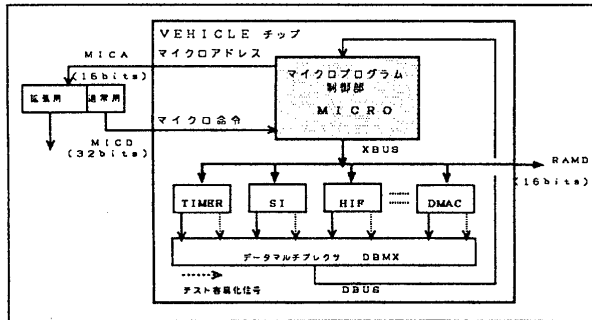 VEHICLE チップ
MICA
(16bits)
マイクロアドレス
マイクロプログラム
制御部
MICRO
拡張用
通常用
マイクロ命令
MICD
(32bits)
XBUS
RAMD
(16bits)
TIMER
SI
HIF
DMAC
データマルチプレクサ DBMX
テスト容易化信号
DBUS